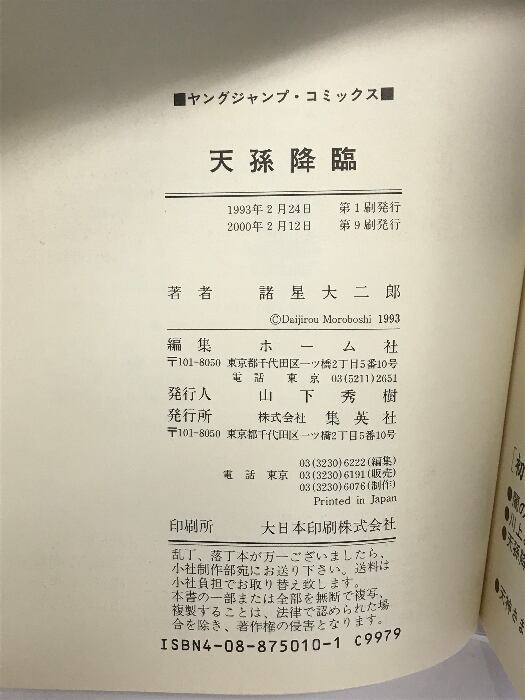 ■ヤングジャンプ・コミックス■
天孫降臨
1993年2月24日 第1刷発行
2000年2月12日 第9刷発行
著者 諸星大二郎
©Daijirou Moroboshi 1993
編集 ホーム社
〒101-8050 東京都千代田区一ツ橋2丁目5番10号
電話 東京 03(5211)2651
発行人 山下秀樹
発行所 株式会社 集英社
〒101-8050 東京都千代田区一ツ橋2丁目5番10号
03(3230)6222(編集)
電話 東京 03(3230)6191(販売)
03(3230)6076(制作)
Printed in Japan
印刷所 大日本印刷株式会社
乱丁、落丁本が万一ございましたら、
小社制作部宛にお送り下さい。送料は
小社負担でお取り替え致します。
本書の一部または全部を無断で複写、
複製することは、法律で認められた場
合を除き、著作権の侵害となります。
ISBN4-08-875010-1 C9979
［初
●川上
●天孫降
●天神さま